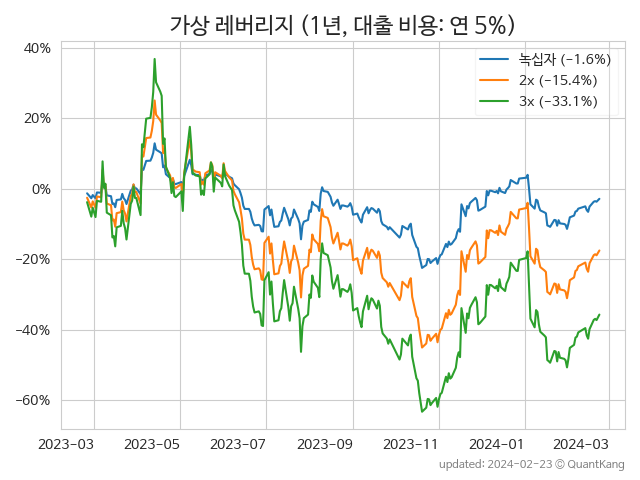 가상 레버리지 (1년, 대출 비용: 연 5%)
녹십자 (−1.6%)
2x (−15.4%)
3x (−33.1%)
40%
20%
0%
−20%
−40%
−60%
2023-03 2023-05 2023-07 2023-09 2023-11 2024-01 2024-03
updated: 2024-02-23 © QuantKang